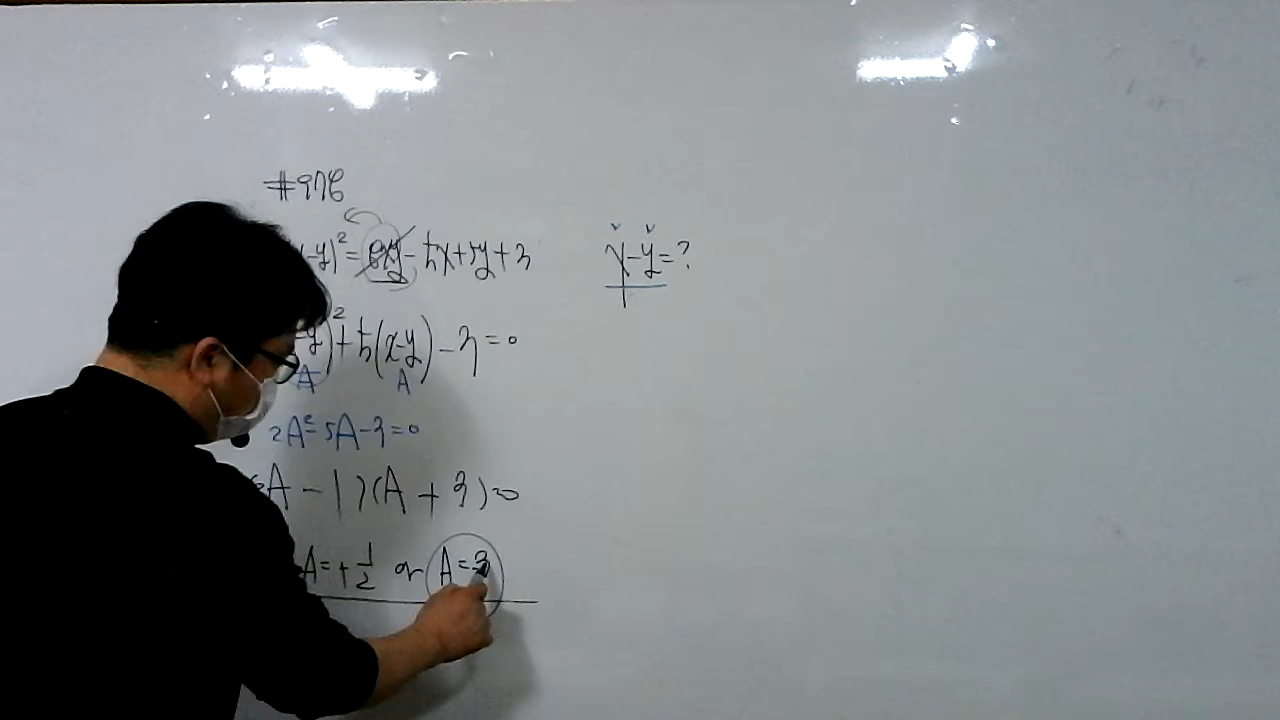 #976
-y)² = 6xy - 5x + 5y + 3
x - y = ?
y)² + 5(x-y) - 3 = 0
A A
2A² - 5A - 3 = 0
A - 1)(A + 3) = 0
A = + 1/2 or A = 3